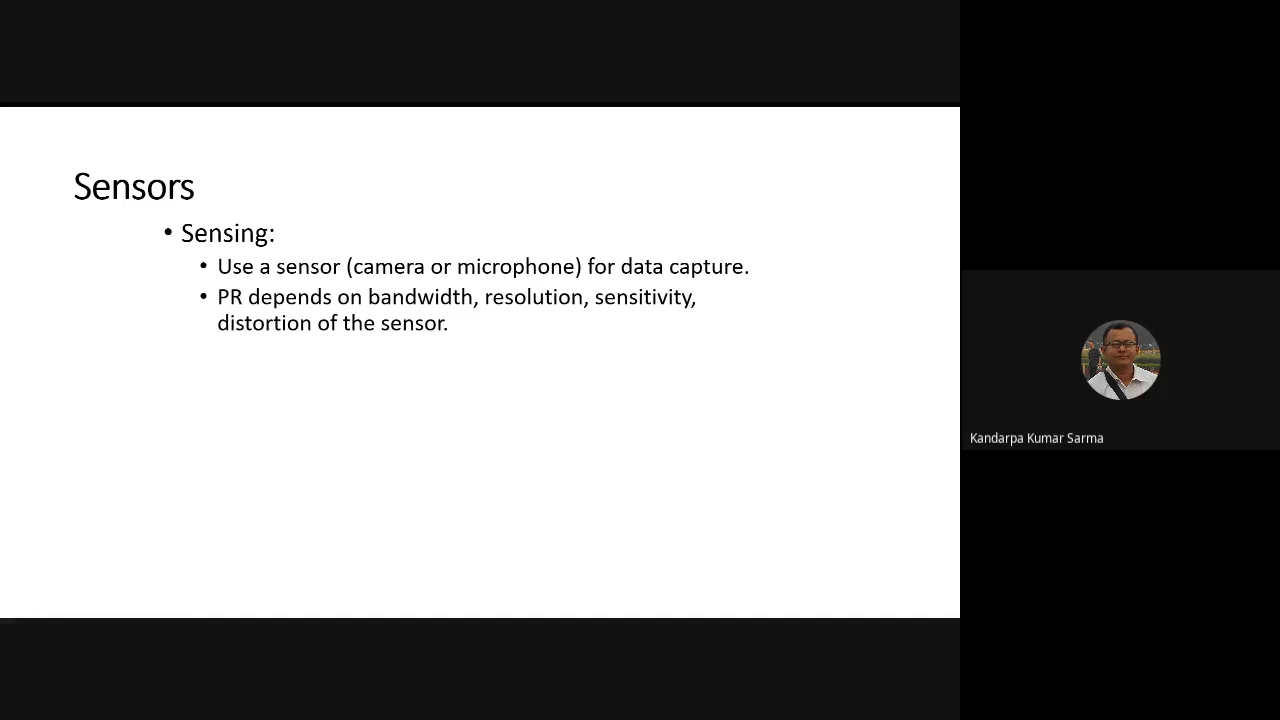 Sensors
• Sensing:
• Use a sensor (camera or microphone) for data capture.
• PR depends on bandwidth, resolution, sensitivity,
distortion of the sensor.
Kandarpa Kumar Sarma